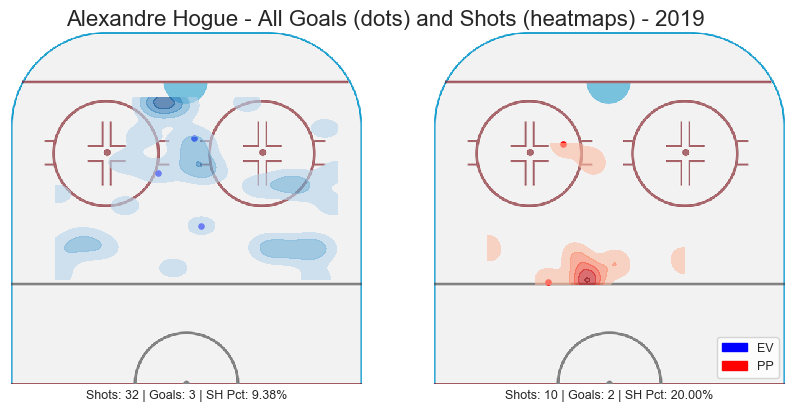 Alexandre Hogue - All Goals (dots) and Shots (heatmaps) - 2019
EV
PP
Shots: 32 | Goals: 3 | SH Pct: 9.38%
Shots: 10 | Goals: 2 | SH Pct: 20.00%